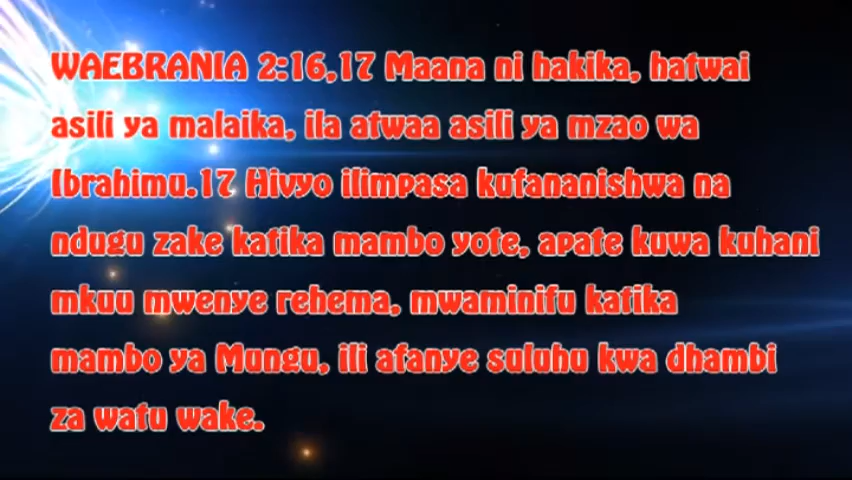 WAEBRANIA 2:16,17 Maana ni hakika, hatwai
asili ya malaika, ila atwaa asili ya mzao wa
Ibrahimu.17 Hivyo ilimpasa kufananishwa na
ndugu zake katika mambo yote, apate kuwa kuhani
mkuu mwenye rehema, mwaminifu katika
mambo ya Mungu, ili afanye suluhu kwa dhambi
za watu wake.